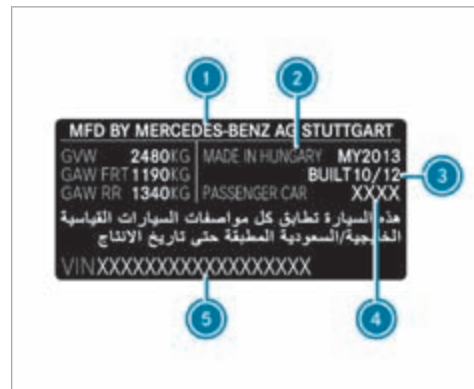 1
2
MFD BY MERCEDES-BENZ AG STUTTGART
GVW 2480KG MADE IN HUNGARY MY2013
GAW FRT 1190KG BUILT10/12
3
GAW RR 1340KG PASSENGER CAR XXXX
هذه السيارة تطابق كل مواصفات السيارات القياسية
الخليجية/السعودية المطبقة حتى تاريخ الانتاج
VINXXXXXXXXXXXXXXXXX
5
4